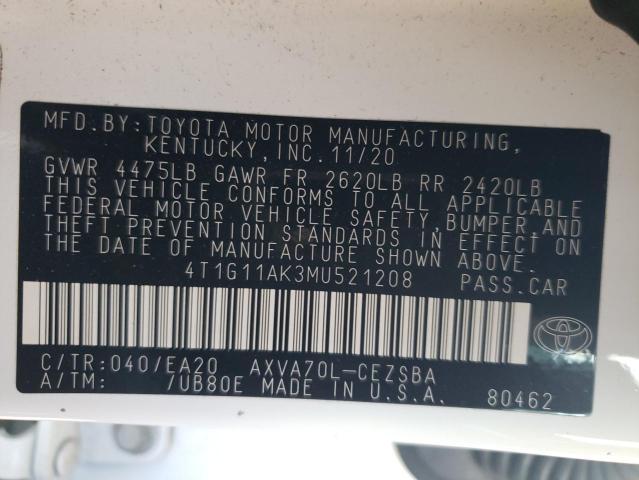 MFD.BY:TOYOTA MOTOR MANUFACTURING,
KENTUCKY,INC.11/20
GVWR 4475LB GAWR FR 2620LB RR 2420LB
THIS VEHICLE CONFORMS TO ALL APPLICABLE
FEDERAL MOTOR VEHICLE SAFETY,BUMPER,AND
THEFT PREVENTION STANDARDS IN EFFECT ON
THE DATE OF MANUFACTURE SHOWN ABOVE.
4T1G11AK3MU521208 PASS.CAR
C/TR:040/EA20 AXVA70L-CEZSBA
A/TM: /UB80E MADE IN U.S.A. 80462